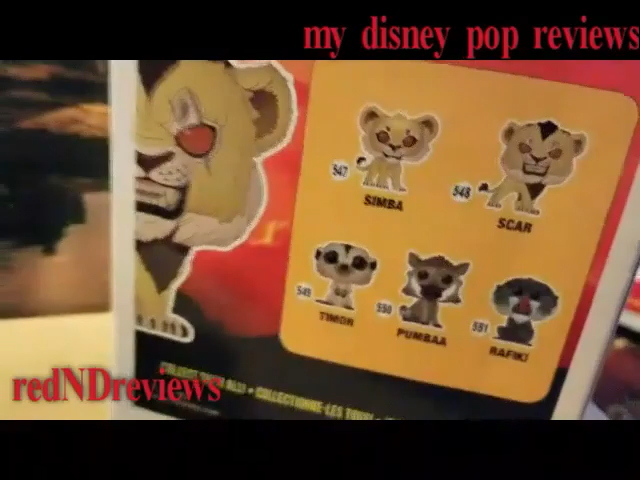 my disney pop reviews
547
SIMBA
548
SCAR
549
TIMON
550
PUMBAA
551
RAFIKI
COLLECT THEM ALL! • COLLECTIONNE-LES TOUS! •
redNDreviews